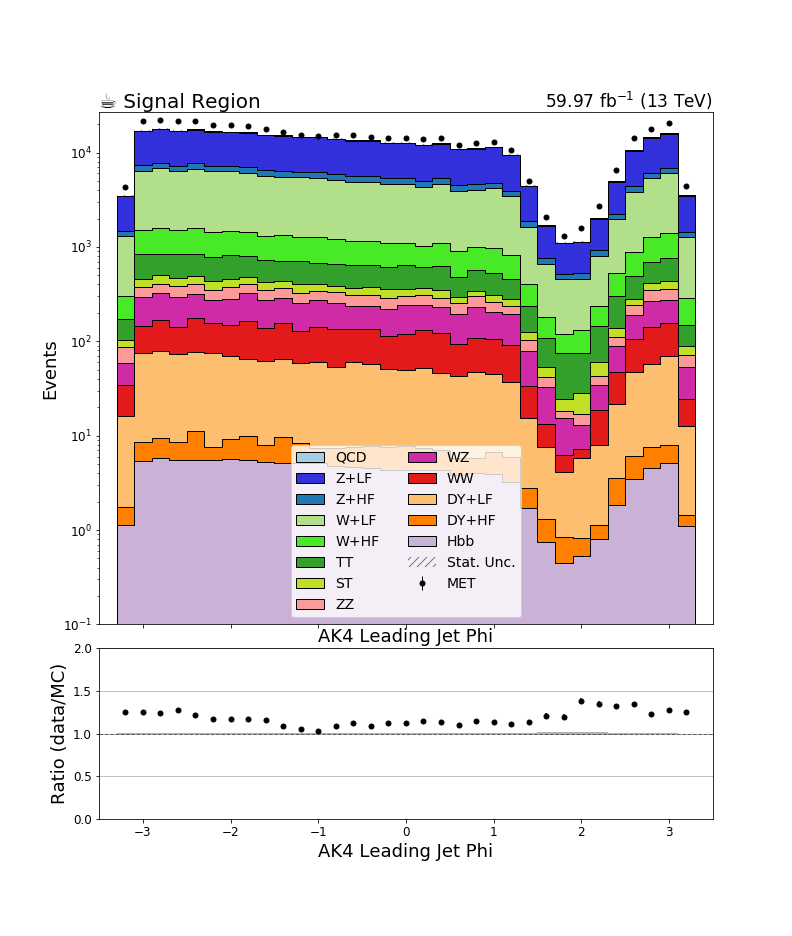 ☕ Signal Region 59.97 fb⁻¹ (13 TeV)
10⁴
10³
10²
10¹
10⁰
10⁻¹
Events
QCD WZ
Z+LF WW
Z+HF DY+LF
W+LF DY+HF
W+HF Hbb
TT Stat. Unc.
ST MET
ZZ
AK4 Leading Jet Phi
2.0
1.5
1.0
0.5
0.0
Ratio (data/MC)
−3 −2 −1 0 1 2 3
AK4 Leading Jet Phi